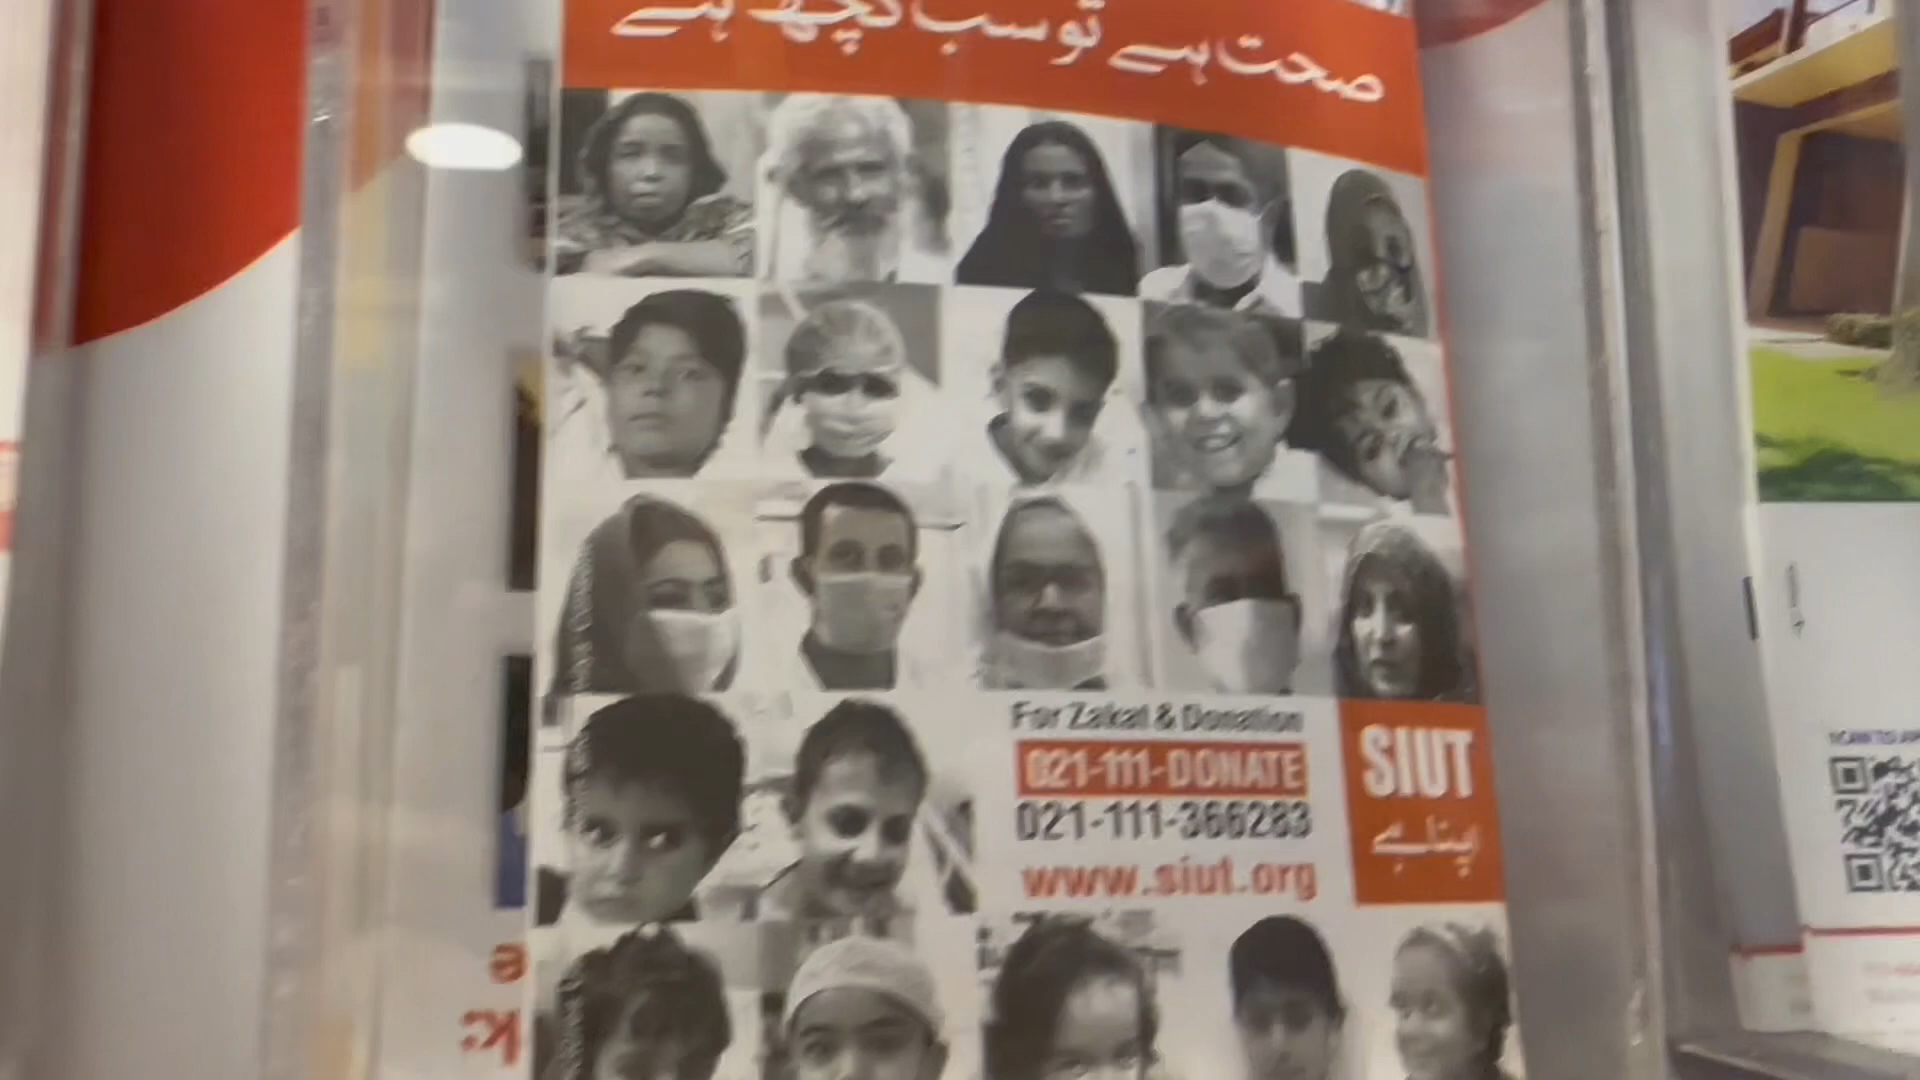 صحت ہے تو سب کچھ ہے
For Zakat & Donation
021-111-DONATE
021-111-366283
www.siut.org
SIUT
اپنا ہے